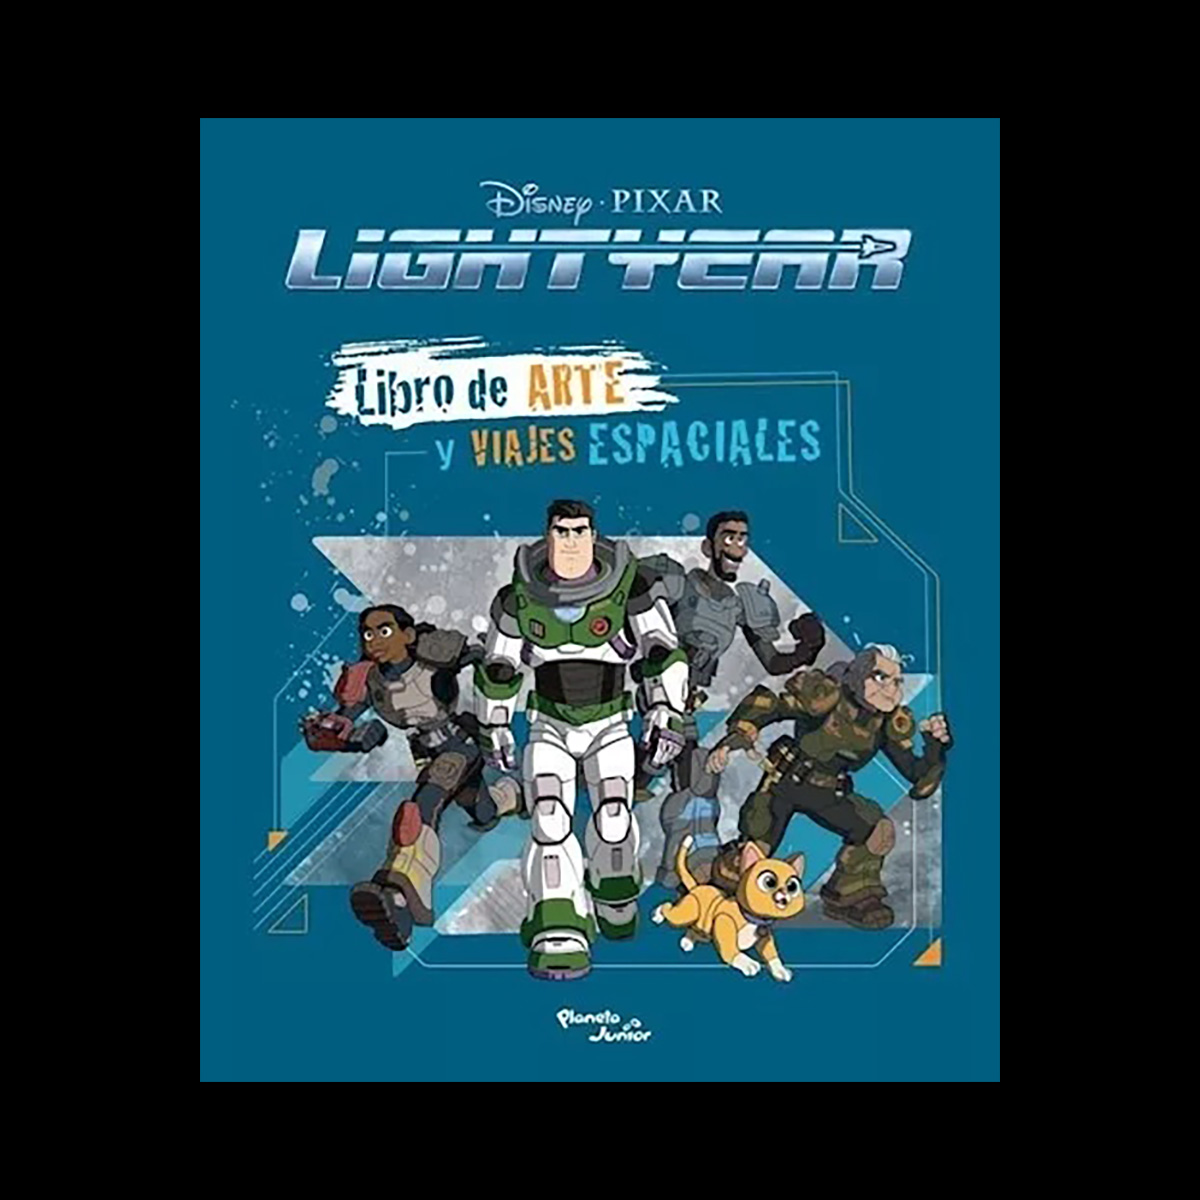 Disney · PIXAR
LIGHTYEAR
Libro de ARTE
y VIAJES ESPACIALES
Planeta
Junior